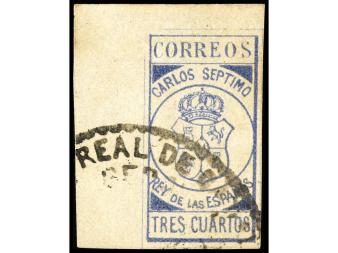 CORREOS
CARLOS SEPTIMO
REAL DE
REY DE LAS ESPAÑAS
TRES CUARTOS